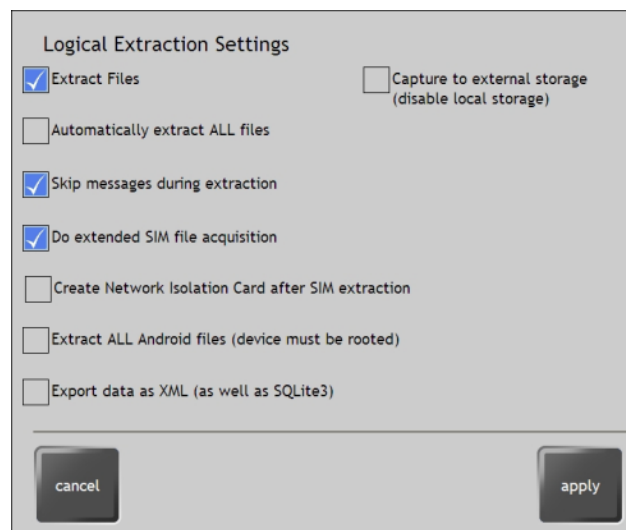 Logical Extraction Settings
Extract Files
Capture to external storage
(disable local storage)
Automatically extract ALL files
Skip messages during extraction
Do extended SIM file acquisition
Create Network Isolation Card after SIM extraction
Extract ALL Android files (device must be rooted)
Export data as XML (as well as SQLite3)
cancel
apply